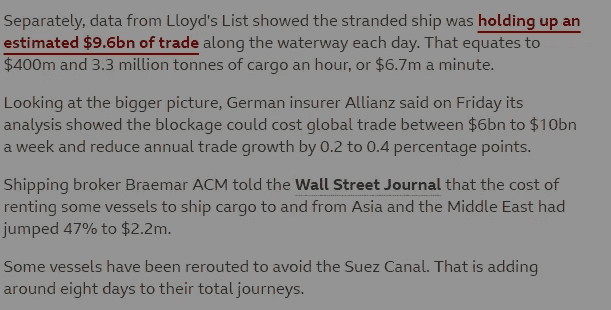 Separately, data from Lloyd's List showed the stranded ship was holding up an
estimated $9.6bn of trade along the waterway each day. That equates to
$400m and 3.3 million tonnes of cargo an hour, or $6.7m a minute.
Looking at the bigger picture, German insurer Allianz said on Friday its
analysis showed the blockage could cost global trade between $6bn to $10bn
a week and reduce annual trade growth by 0.2 to 0.4 percentage points.
Shipping broker Braemar ACM told the Wall Street Journal that the cost of
renting some vessels to ship cargo to and from Asia and the Middle East had
jumped 47% to $2.2m.
Some vessels have been rerouted to avoid the Suez Canal. That is adding
around eight days to their total journeys.